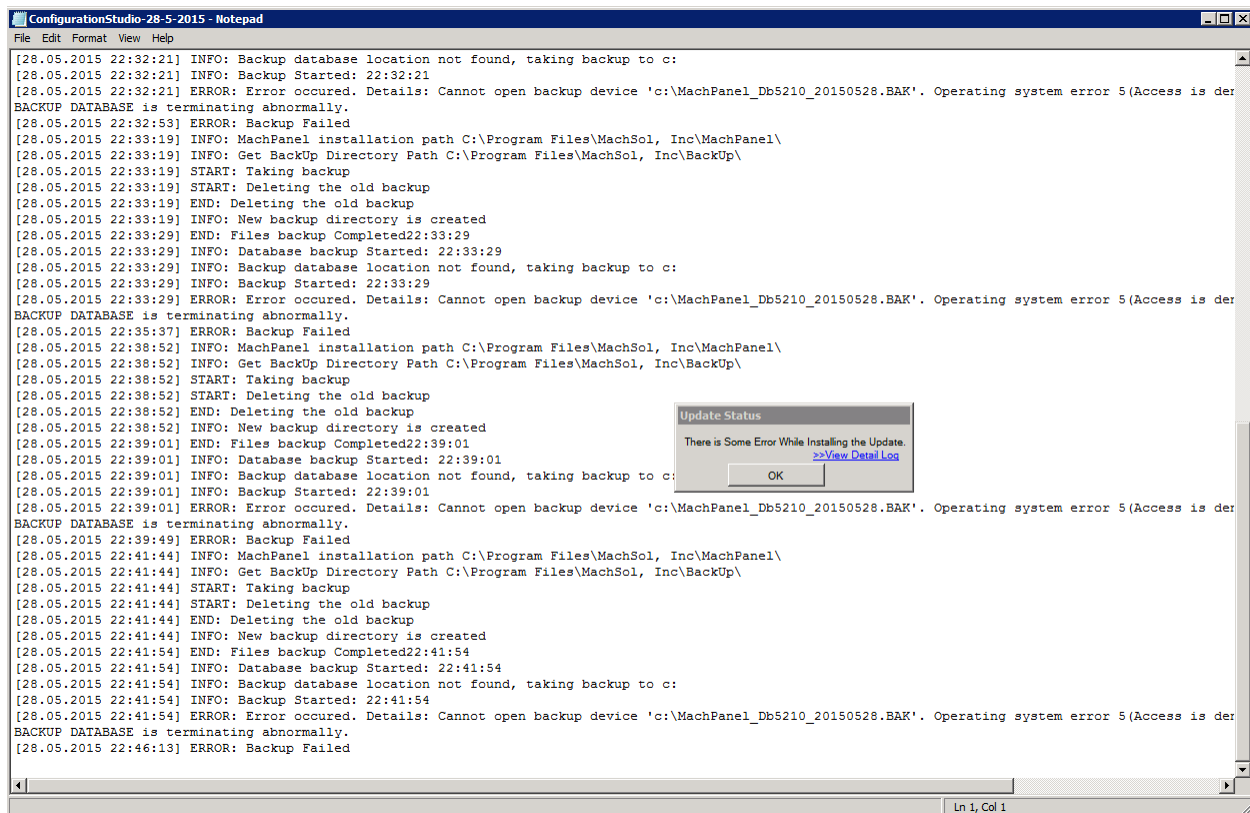 ConfigurationStudio-28-5-2015 - Notepad
File Edit Format View Help
[28.05.2015 22:32:21] INFO: Backup database location not found, taking backup to c:
[28.05.2015 22:32:21] INFO: Backup Started: 22:32:21
[28.05.2015 22:32:21] ERROR: Error occured. Details: Cannot open backup device 'c:\MachPanel_Db5210_20150528.BAK'. Operating system error 5(Access is der
BACKUP DATABASE is terminating abnormally.
[28.05.2015 22:32:53] ERROR: Backup Failed
[28.05.2015 22:33:19] INFO: MachPanel installation path C:\Program Files\MachSol, Inc\MachPanel\
[28.05.2015 22:33:19] INFO: Get BackUp Directory Path C:\Program Files\MachSol, Inc\BackUp\
[28.05.2015 22:33:19] START: Taking backup
[28.05.2015 22:33:19] START: Deleting the old backup
[28.05.2015 22:33:19] END: Deleting the old backup
[28.05.2015 22:33:19] INFO: New backup directory is created
[28.05.2015 22:33:29] END: Files backup Completed22:33:29
[28.05.2015 22:33:29] INFO: Database backup Started: 22:33:29
[28.05.2015 22:33:29] INFO: Backup database location not found, taking backup to c:
[28.05.2015 22:33:29] INFO: Backup Started: 22:33:29
[28.05.2015 22:33:29] ERROR: Error occured. Details: Cannot open backup device 'c:\MachPanel_Db5210_20150528.BAK'. Operating system error 5(Access is der
BACKUP DATABASE is terminating abnormally.
[28.05.2015 22:35:37] ERROR: Backup Failed
[28.05.2015 22:38:52] INFO: MachPanel installation path C:\Program Files\MachSol, Inc\MachPanel\
[28.05.2015 22:38:52] INFO: Get BackUp Directory Path C:\Program Files\MachSol, Inc\BackUp\
[28.05.2015 22:38:52] START: Taking backup
[28.05.2015 22:38:52] START: Deleting the old backup
[28.05.2015 22:38:52] END: Deleting the old backup
[28.05.2015 22:38:52] INFO: New backup directory is created
[28.05.2015 22:39:01] END: Files backup Completed22:39:01
[28.05.2015 22:39:01] INFO: Database backup Started: 22:39:01
[28.05.2015 22:39:01] INFO: Backup database location not found, taking backup to c:
[28.05.2015 22:39:01] INFO: Backup Started: 22:39:01
[28.05.2015 22:39:01] ERROR: Error occured. Details: Cannot open backup device 'c:\MachPanel_Db5210_20150528.BAK'. Operating system error 5(Access is der
BACKUP DATABASE is terminating abnormally.
[28.05.2015 22:39:49] ERROR: Backup Failed
[28.05.2015 22:41:44] INFO: MachPanel installation path C:\Program Files\MachSol, Inc\MachPanel\
[28.05.2015 22:41:44] INFO: Get BackUp Directory Path C:\Program Files\MachSol, Inc\BackUp\
[28.05.2015 22:41:44] START: Taking backup
[28.05.2015 22:41:44] START: Deleting the old backup
[28.05.2015 22:41:44] END: Deleting the old backup
[28.05.2015 22:41:44] INFO: New backup directory is created
[28.05.2015 22:41:54] END: Files backup Completed22:41:54
[28.05.2015 22:41:54] INFO: Database backup Started: 22:41:54
[28.05.2015 22:41:54] INFO: Backup database location not found, taking backup to c:
[28.05.2015 22:41:54] INFO: Backup Started: 22:41:54
[28.05.2015 22:41:54] ERROR: Error occured. Details: Cannot open backup device 'c:\MachPanel_Db5210_20150528.BAK'. Operating system error 5(Access is der
BACKUP DATABASE is terminating abnormally.
[28.05.2015 22:46:13] ERROR: Backup Failed
Update Status
There is Some Error While Installing the Update.
>>View Detail Log
OK
Ln 1, Col 1